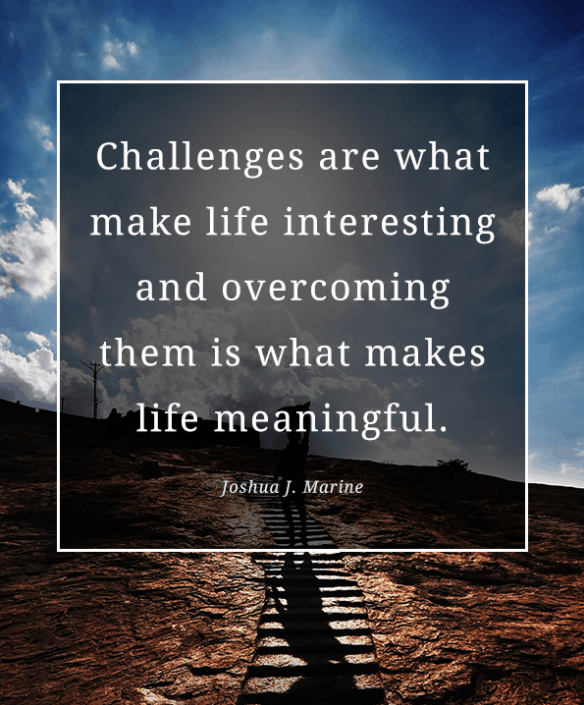 Challenges are what
make life interesting
and overcoming
them is what makes
life meaningful.
Joshua J. Marine